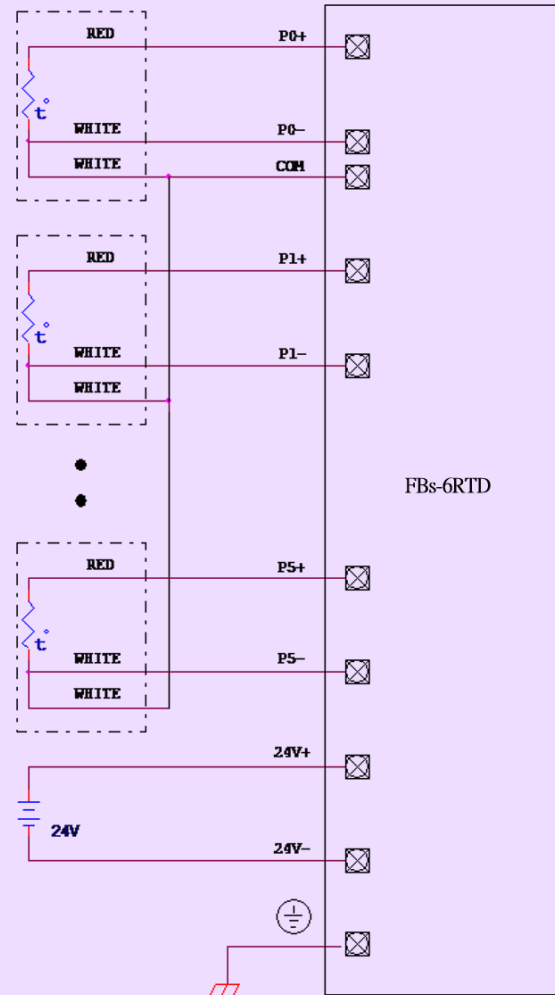 RED P0+
t°
WHITE P0-
WHITE COM
RED P1+
t°
WHITE P1-
WHITE
FBs-6RTD
RED P5+
t°
WHITE P5-
WHITE
24V+
24V
24V-